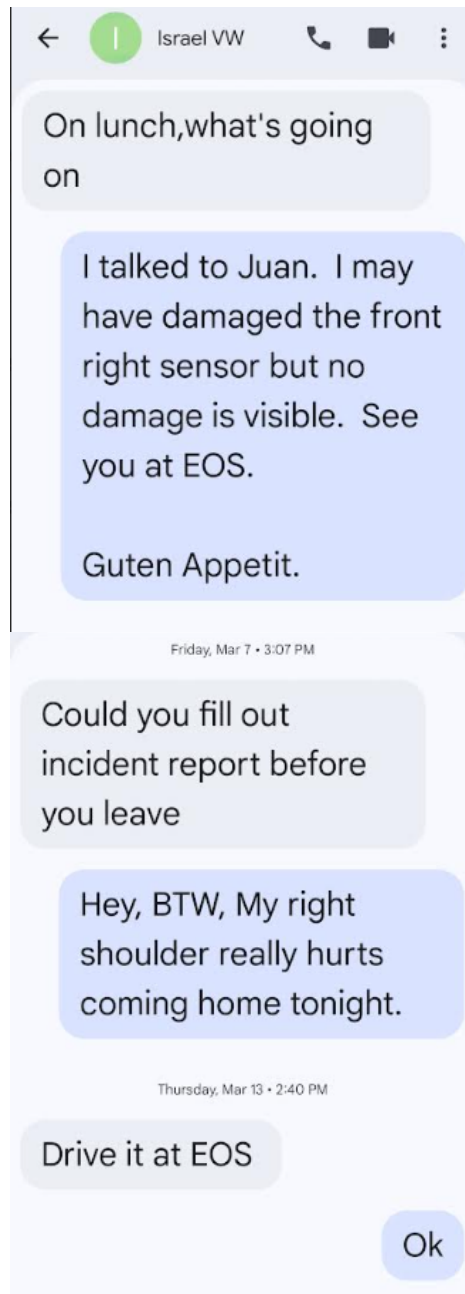 I
Israel VW
On lunch,what's going
on
I talked to Juan.  I may
have damaged the front
right sensor but no
damage is visible.  See
you at EOS.
Guten Appetit.
Friday, Mar 7 • 3:07 PM
Could you fill out
incident report before
you leave
Hey, BTW, My right
shoulder really hurts
coming home tonight.
Thursday, Mar 13 • 2:40 PM
Drive it at EOS
Ok